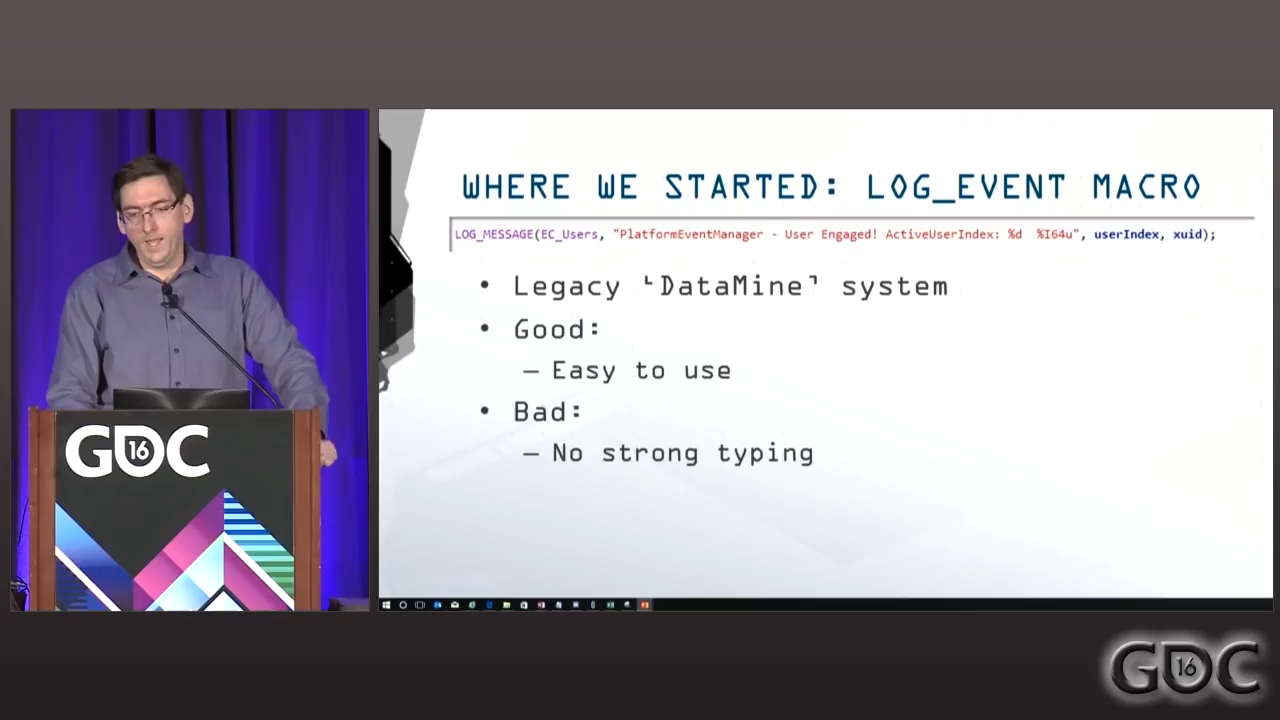 WHERE WE STARTED: LOG_EVENT MACRO
LOG_MESSAGE(EC_Users, "PlatformEventManager - User Engaged! ActiveUserIndex: %d %I64u", userIndex, xuid);
• Legacy ‘DataMine’ system
• Good:
– Easy to use
• Bad:
– No strong typing
GDC 16
GDC 16